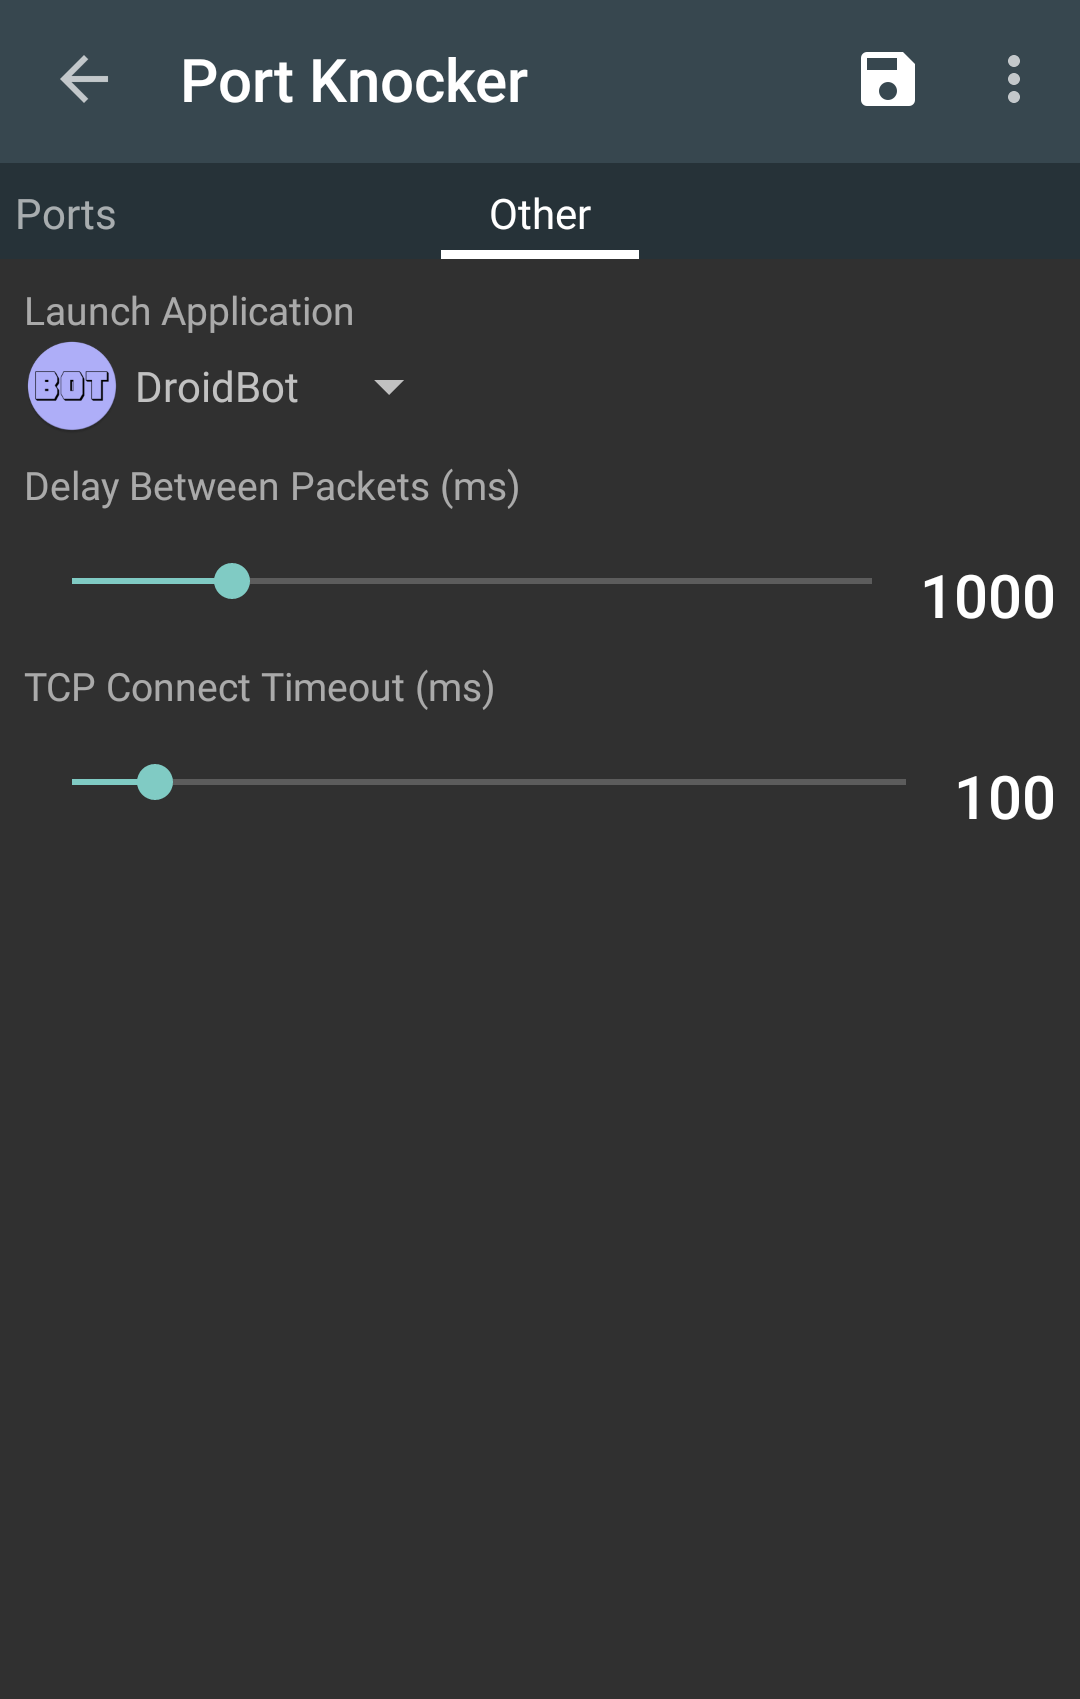 Port Knocker
Ports
Other
Launch Application
BOT DroidBot
Delay Between Packets (ms)
1000
TCP Connect Timeout (ms)
100